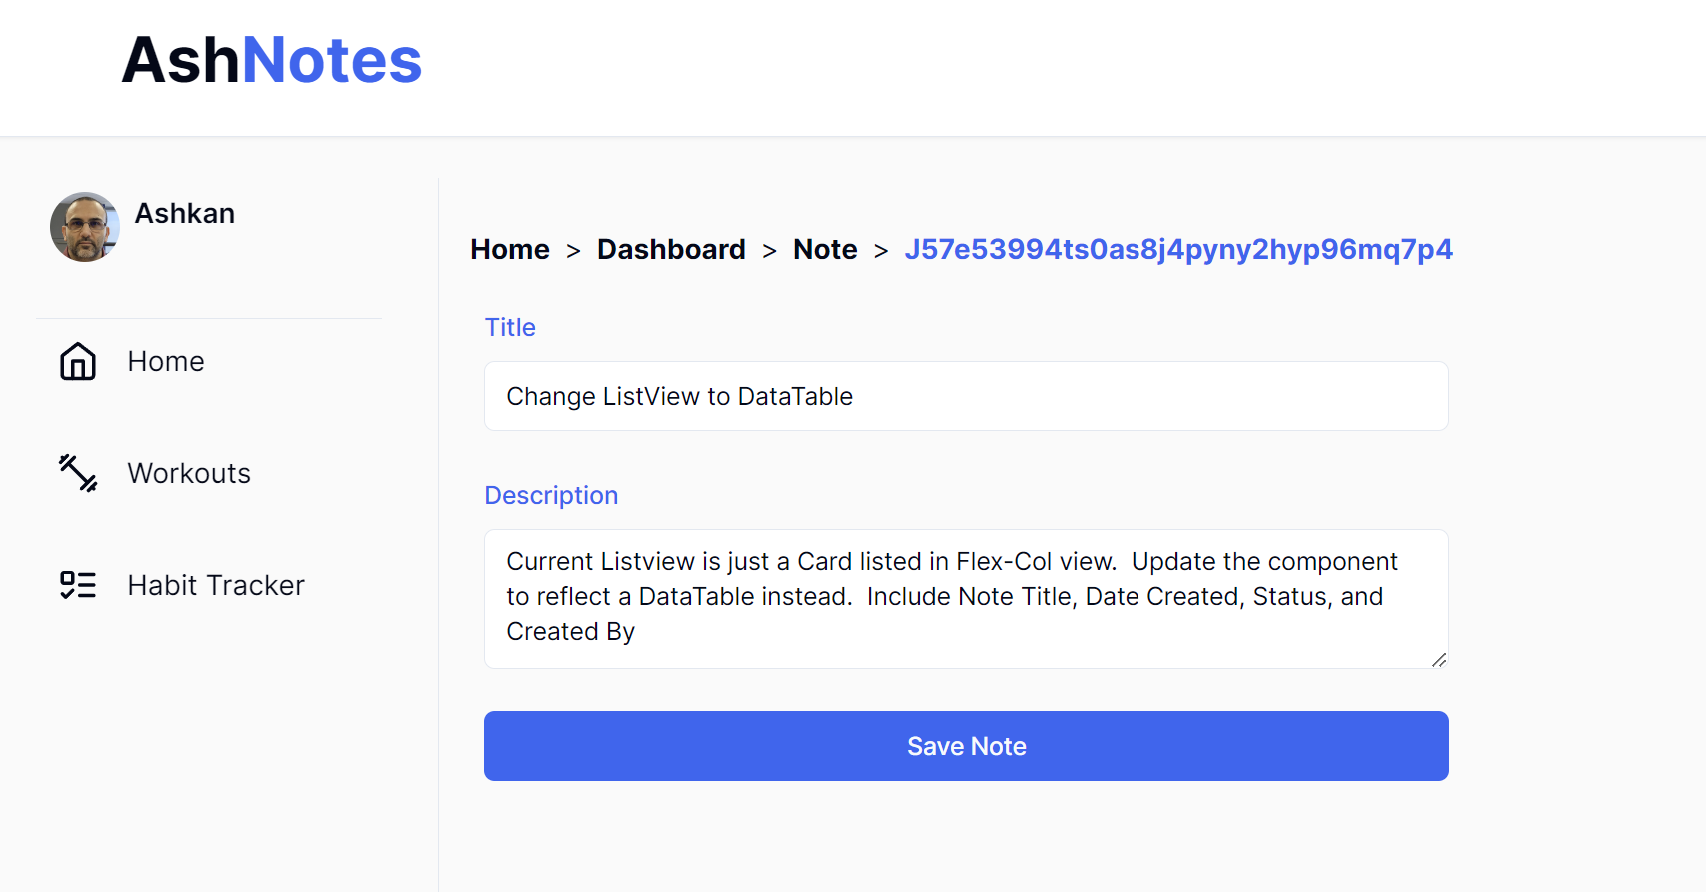 AshNotes
Ashkan
Home
Workouts
Habit Tracker
Home > Dashboard > Note > J57e53994ts0as8j4pyny2hyp96mq7p4
Title
Change ListView to DataTable
Description
Current Listview is just a Card listed in Flex-Col view.  Update the component
to reflect a DataTable instead.  Include Note Title, Date Created, Status, and
Created By
Save Note